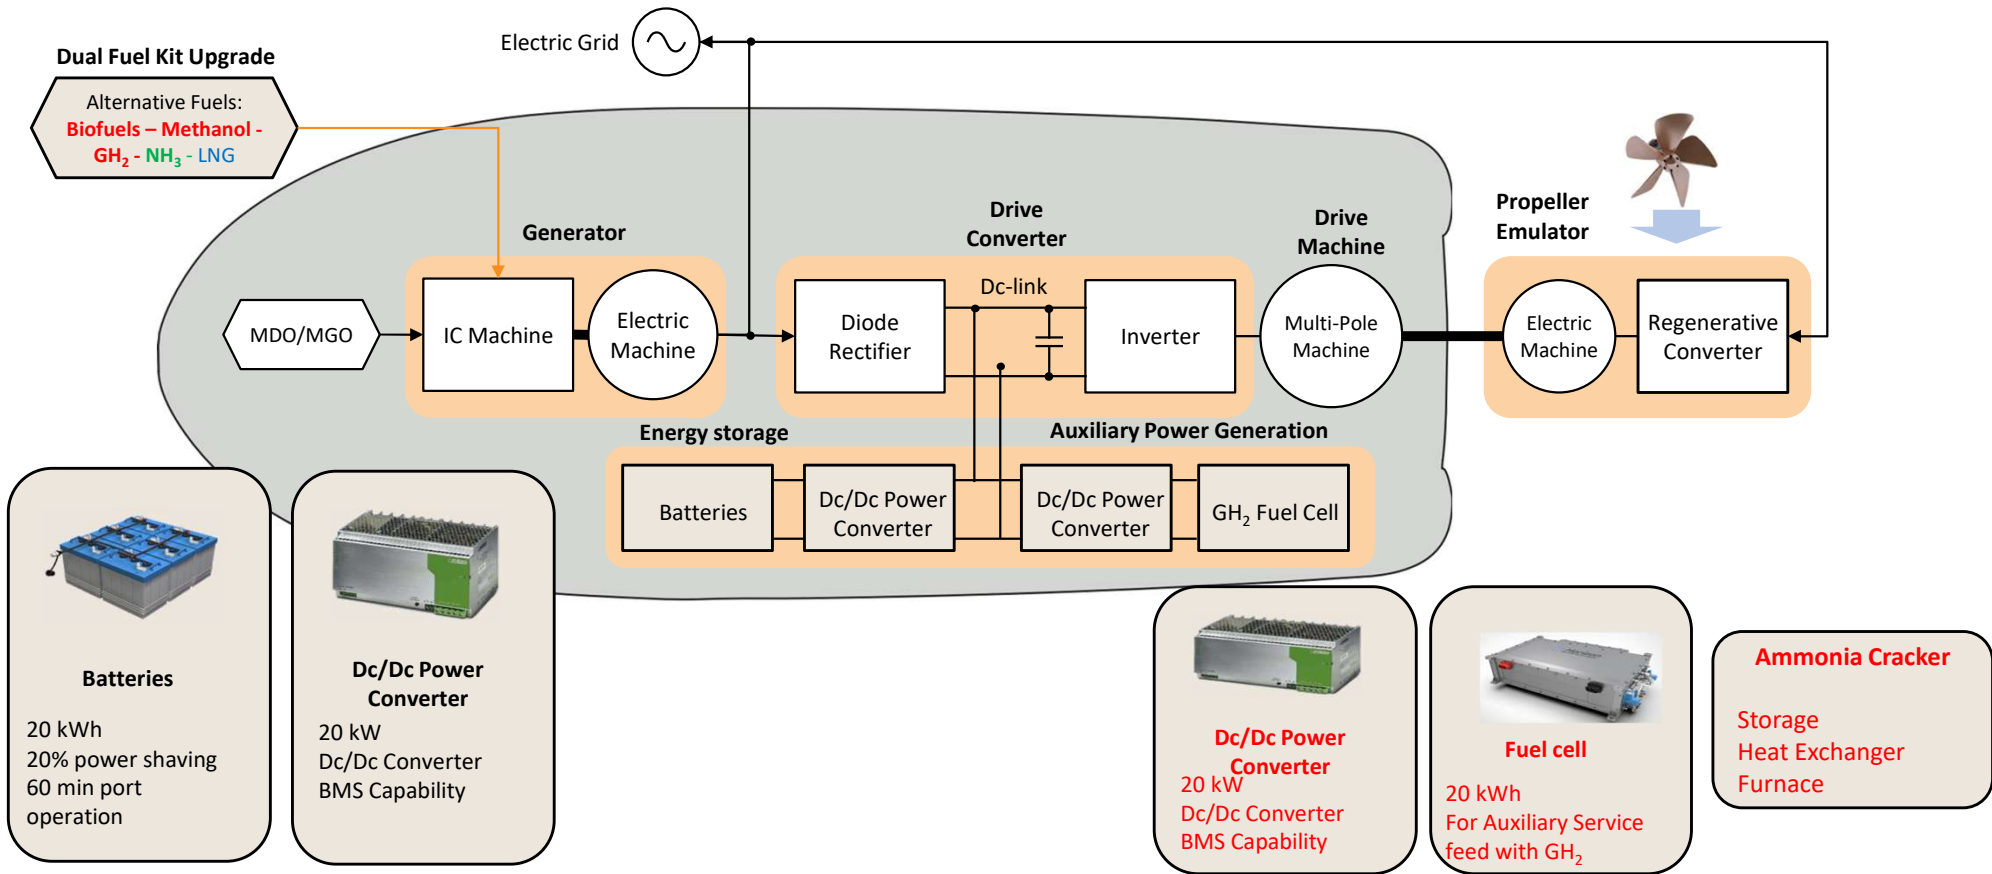 Electric Grid
Dual Fuel Kit Upgrade
Alternative Fuels:
Biofuels – Methanol -
GH₂ - NH₃ - LNG
Generator
Drive
Converter
Drive
Machine
Propeller
Emulator
MDO/MGO
IC Machine
Electric
Machine
Diode
Rectifier
Dc-link
Inverter
Multi-Pole
Machine
Electric
Machine
Regenerative
Converter
Energy storage
Auxiliary Power Generation
Batteries
Dc/Dc Power
Converter
Dc/Dc Power
Converter
GH₂ Fuel Cell
Batteries
20 kWh
20% power shaving
60 min port
operation
Dc/Dc Power
Converter
20 kW
Dc/Dc Converter
BMS Capability
Dc/Dc Power
Converter
20 kW
Dc/Dc Converter
BMS Capability
Fuel cell
20 kWh
For Auxiliary Service
feed with GH₂
Ammonia Cracker
Storage
Heat Exchanger
Furnace